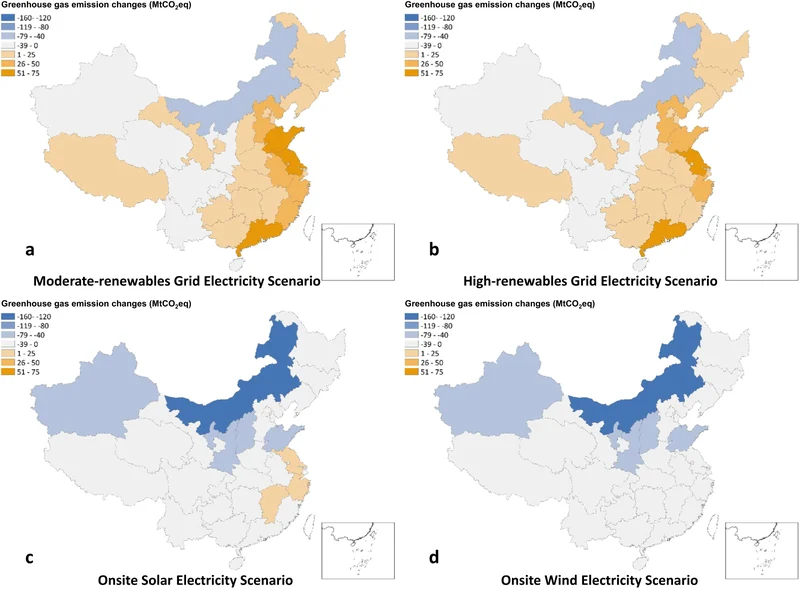 Greenhouse gas emission changes (MtCO₂eq)
-160- -120
-119 - -80
-79 - -40
-39 - 0
1 - 25
26 - 50
51 - 75
a
Moderate-renewables Grid Electricity Scenario
Greenhouse gas emission changes (MtCO₂eq)
-160- -120
-119 - -80
-79 - -40
-39 - 0
1 - 25
26 - 50
51 - 75
b
High-renewables Grid Electricity Scenario
Greenhouse gas emission changes (MtCO₂eq)
-160- -120
-119 - -80
-79 - -40
-39 - 0
1 - 25
26 - 50
51 - 75
c
Onsite Solar Electricity Scenario
Greenhouse gas emission changes (MtCO₂eq)
-160- -120
-119 - -80
-79 - -40
-39 - 0
1 - 25
26 - 50
51 - 75
d
Onsite Wind Electricity Scenario